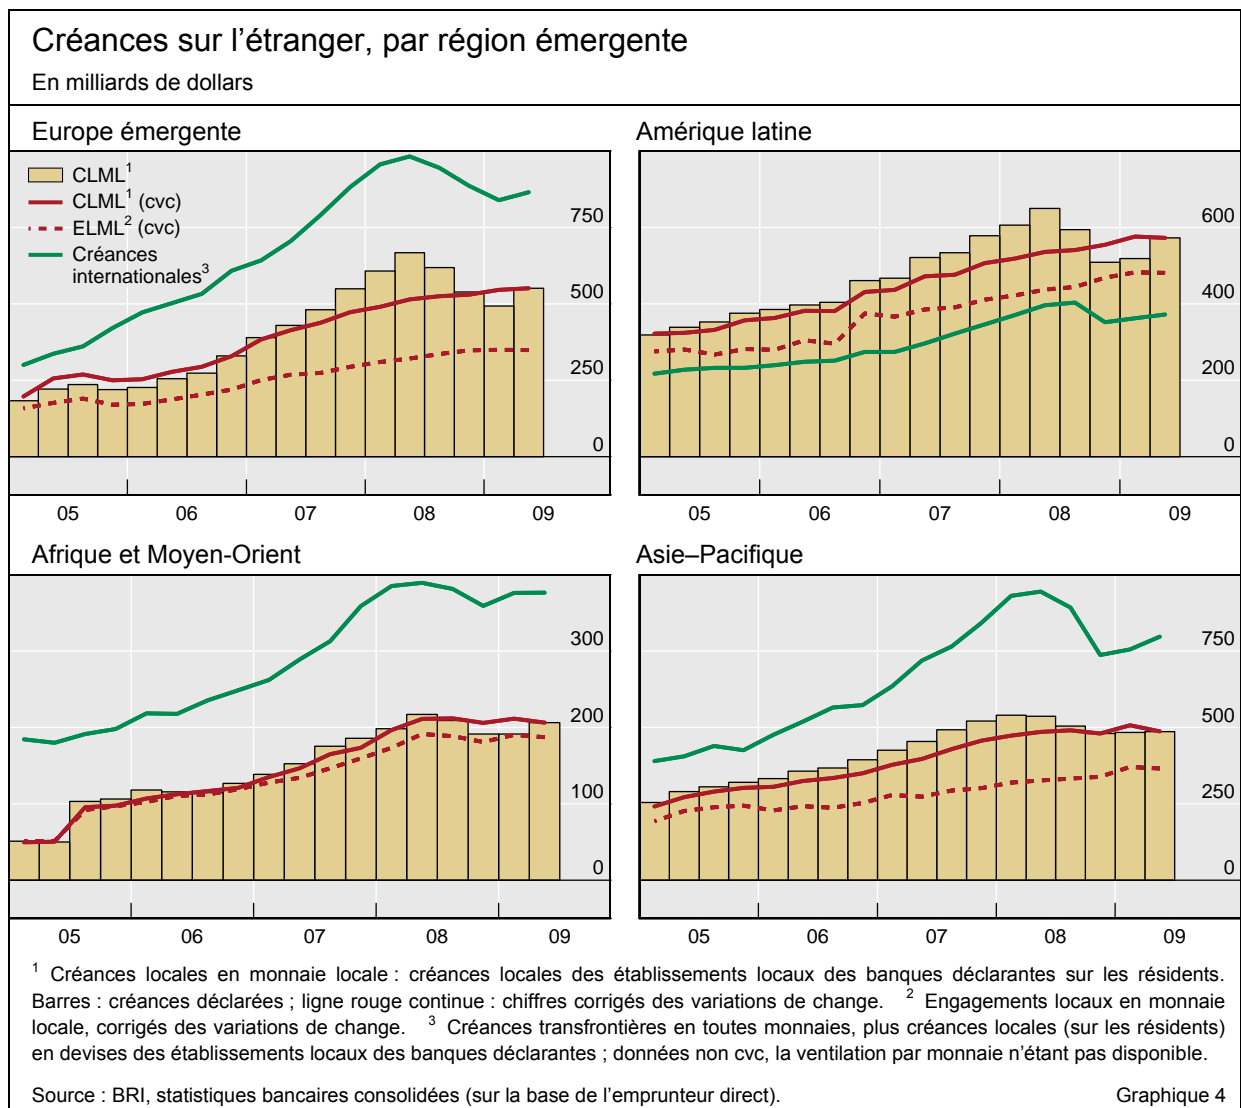 Créances sur l’étranger, par région émergente
En milliards de dollars
Europe émergente
CLML¹
CLML¹ (cvc)
ELML² (cvc)
Créances
internationales³
750
500
250
0
05 06 07 08 09
Amérique latine
600
400
200
0
05 06 07 08 09
Afrique et Moyen-Orient
300
200
100
0
05 06 07 08 09
Asie–Pacifique
750
500
250
0
05 06 07 08 09
¹ Créances locales en monnaie locale : créances locales des établissements locaux des banques déclarantes sur les résidents.
Barres : créances déclarées ; ligne rouge continue : chiffres corrigés des variations de change. ² Engagements locaux en monnaie
locale, corrigés des variations de change. ³ Créances transfrontières en toutes monnaies, plus créances locales (sur les résidents)
en devises des établissements locaux des banques déclarantes ; données non cvc, la ventilation par monnaie n’étant pas disponible.
Source : BRI, statistiques bancaires consolidées (sur la base de l’emprunteur direct). Graphique 4